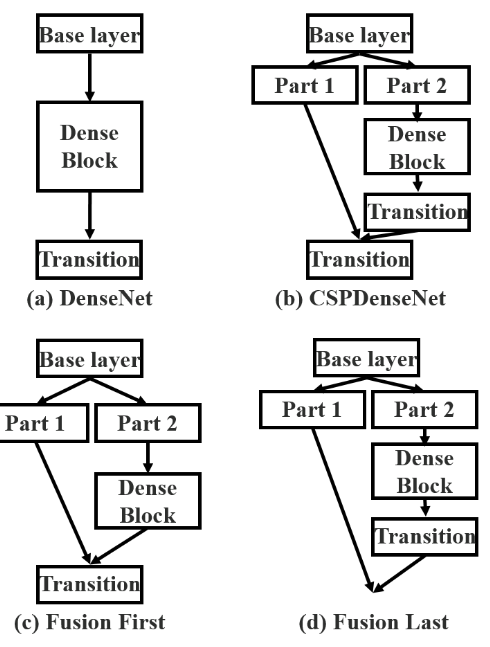 Base layer
Dense
Block
Transition
(a) DenseNet
Base layer
Part 1
Part 2
Dense
Block
Transition
Transition
(b) CSPDenseNet
Base layer
Part 1
Part 2
Dense
Block
Transition
(c) Fusion First
Base layer
Part 1
Part 2
Dense
Block
Transition
(d) Fusion Last